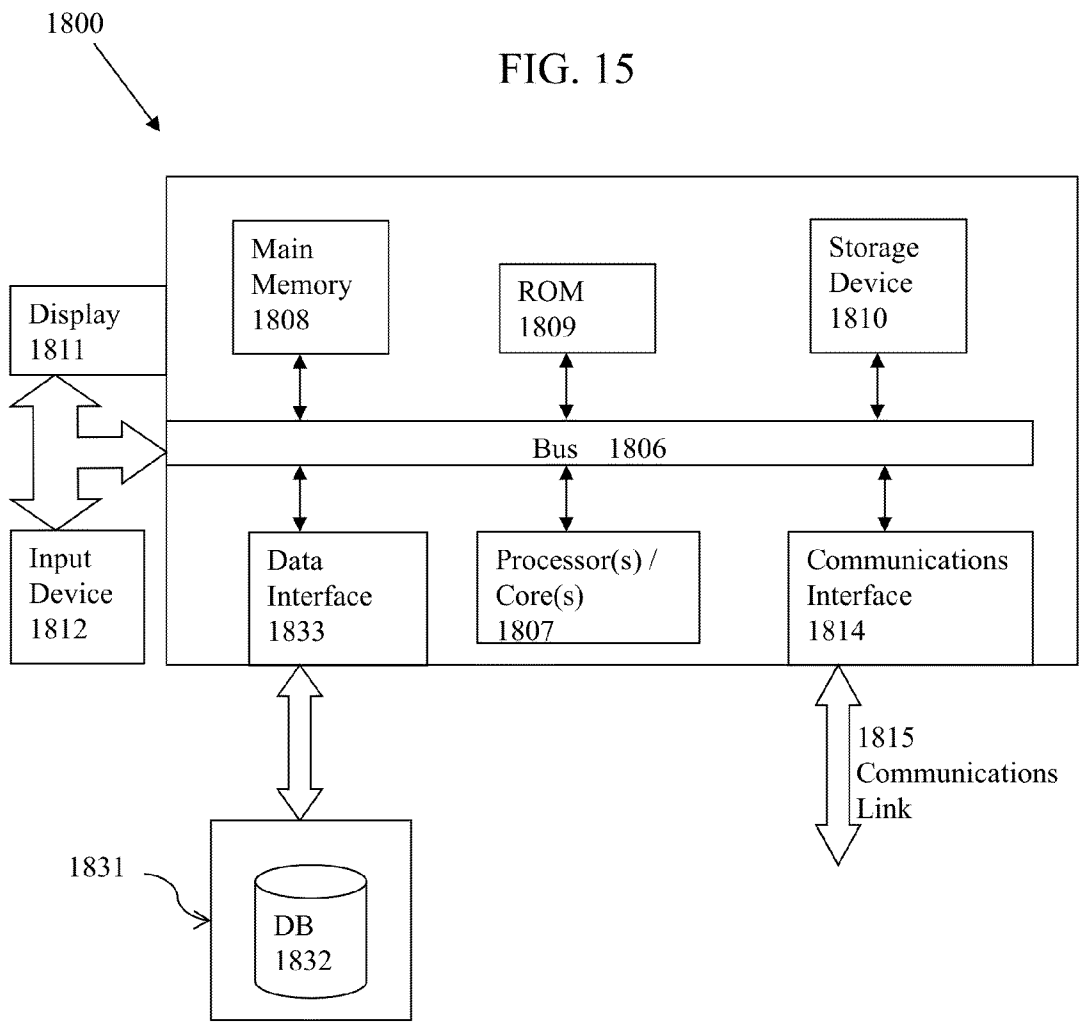 1800
FIG. 15
Main
Memory
1808
ROM
1809
Storage
Device
1810
Display
1811
Bus 1806
Input
Device
1812
Data
Interface
1833
Processor(s) /
Core(s)
1807
Communications
Interface
1814
1815
Communications
Link
1831
DB
1832